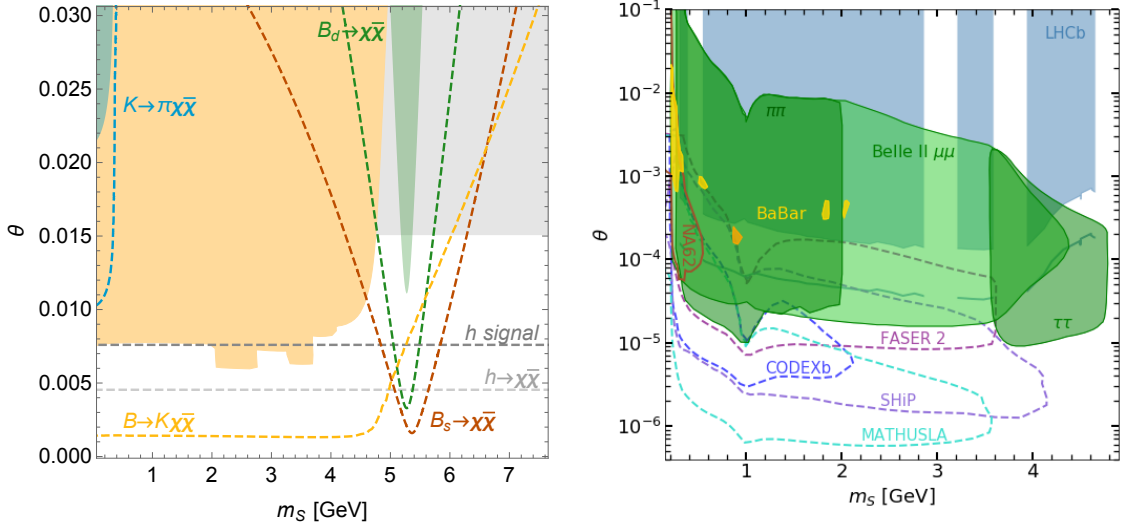 0.030
0.025
0.020
0.015
0.010
0.005
0.000
θ
1
2
3
4
5
6
7
m_S [GeV]
B_d→χχ̅
K→πχχ̅
h signal
h→χχ̅
B→Kχχ̅
B_s→χχ̅
10⁻¹
10⁻²
10⁻³
10⁻⁴
10⁻⁵
10⁻⁶
θ
1
2
3
4
m_S [GeV]
LHCb
ππ
Belle II μμ
BaBar
NA62
ττ
FASER 2
CODEXb
SHiP
MATHUSLA